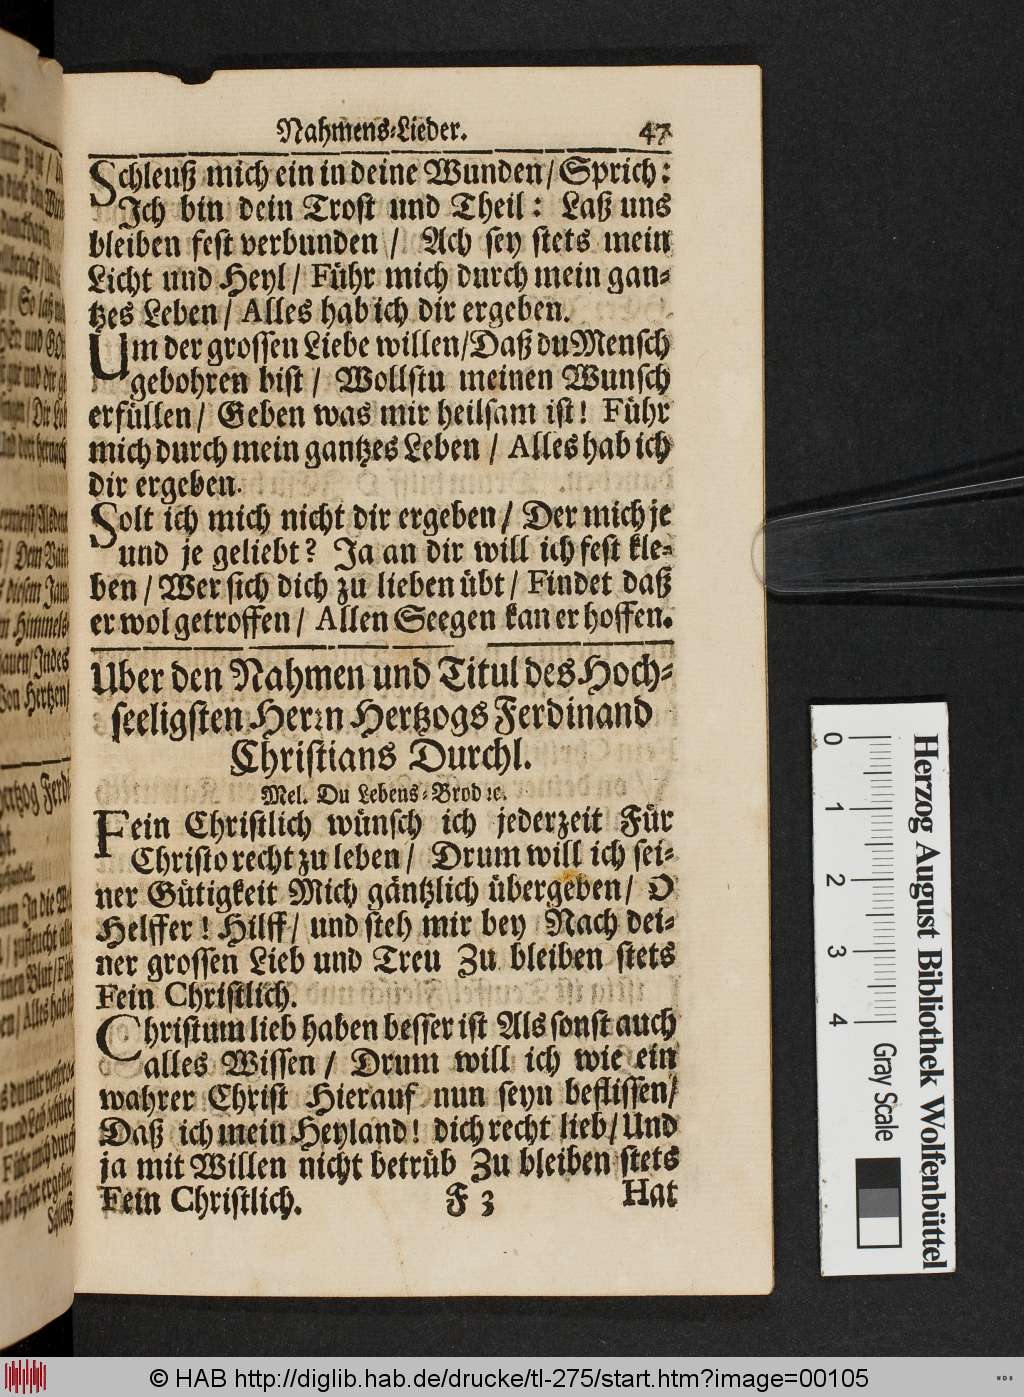 Nahmens-Lieder. 47
Schleuß mich ein in deine Wunden/ Sprich:
Ich bin dein Trost und Theil: Laß uns
bleiben fest verbunden / Ach sey stets mein
Licht und Heyl / Führ mich durch mein gan-
tzes Leben / Alles hab ich dir ergeben.
Um der grossen Liebe willen/Daß du Mensch
gebohren bist / Wollstu meinen Wunsch
erfüllen/ Geben was mir heilsam ist! Führ
mich durch mein gantzes Leben / Alles hab ich
dir ergeben.
Solt ich mich nicht dir ergeben / Der mich je
und je geliebt? Ja an dir will ich fest kle-
ben / Wer sich dich zu lieben übt / Findet daß
er wol getroffen / Allen Seegen kan er hoffen.
Uber den Nahmen und Titul des Hoch-
seeligsten Herrn Hertzogs Ferdinand
Christians Durchl.
Mel. Du Lebens-Brod ꝛc.
Fein Christlich wünsch ich jederzeit Für
Christo recht zu leben / Drum will ich sei-
ner Gütigkeit Mich gäntzlich übergeben / O
Helffer ! Hilff / und steh mir bey Nach dei-
ner grossen Lieb und Treu Zu bleiben stets
Fein Christlich.
Christum lieb haben besser ist Als sonst auch
alles Wissen / Drum will ich wie ein
wahrer Christ Hierauf nun seyn beflissen/
Daß ich mein Heyland! dich recht lieb / Und
ja mit Willen nicht betrüb Zu bleiben stets
Fein Christlich. F 3 Hat
Herzog August Bibliothek Wolfenbüttel
0 1 2 3 4 Gray Scale
© HAB http://diglib.hab.de/drucke/tl-275/start.htm?image=00105